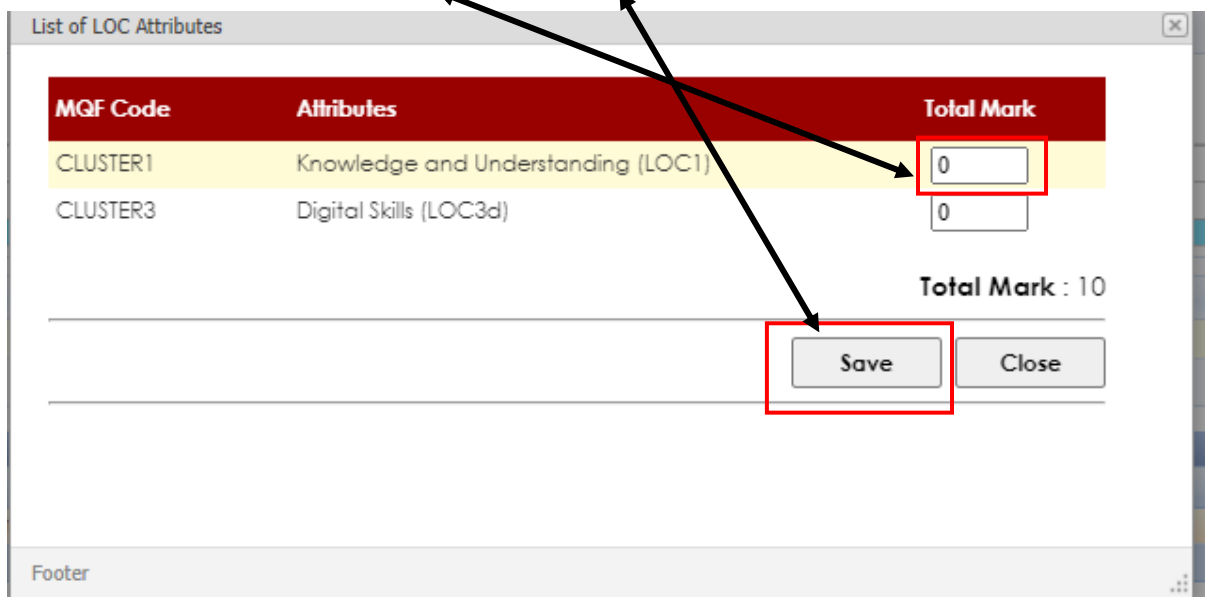 List of LOC Attributes
MQF Code Attributes Total Mark
CLUSTER1 Knowledge and Understanding (LOC1) 0
CLUSTER3 Digital Skills (LOC3d) 0
Total Mark : 10
Save Close
Footer